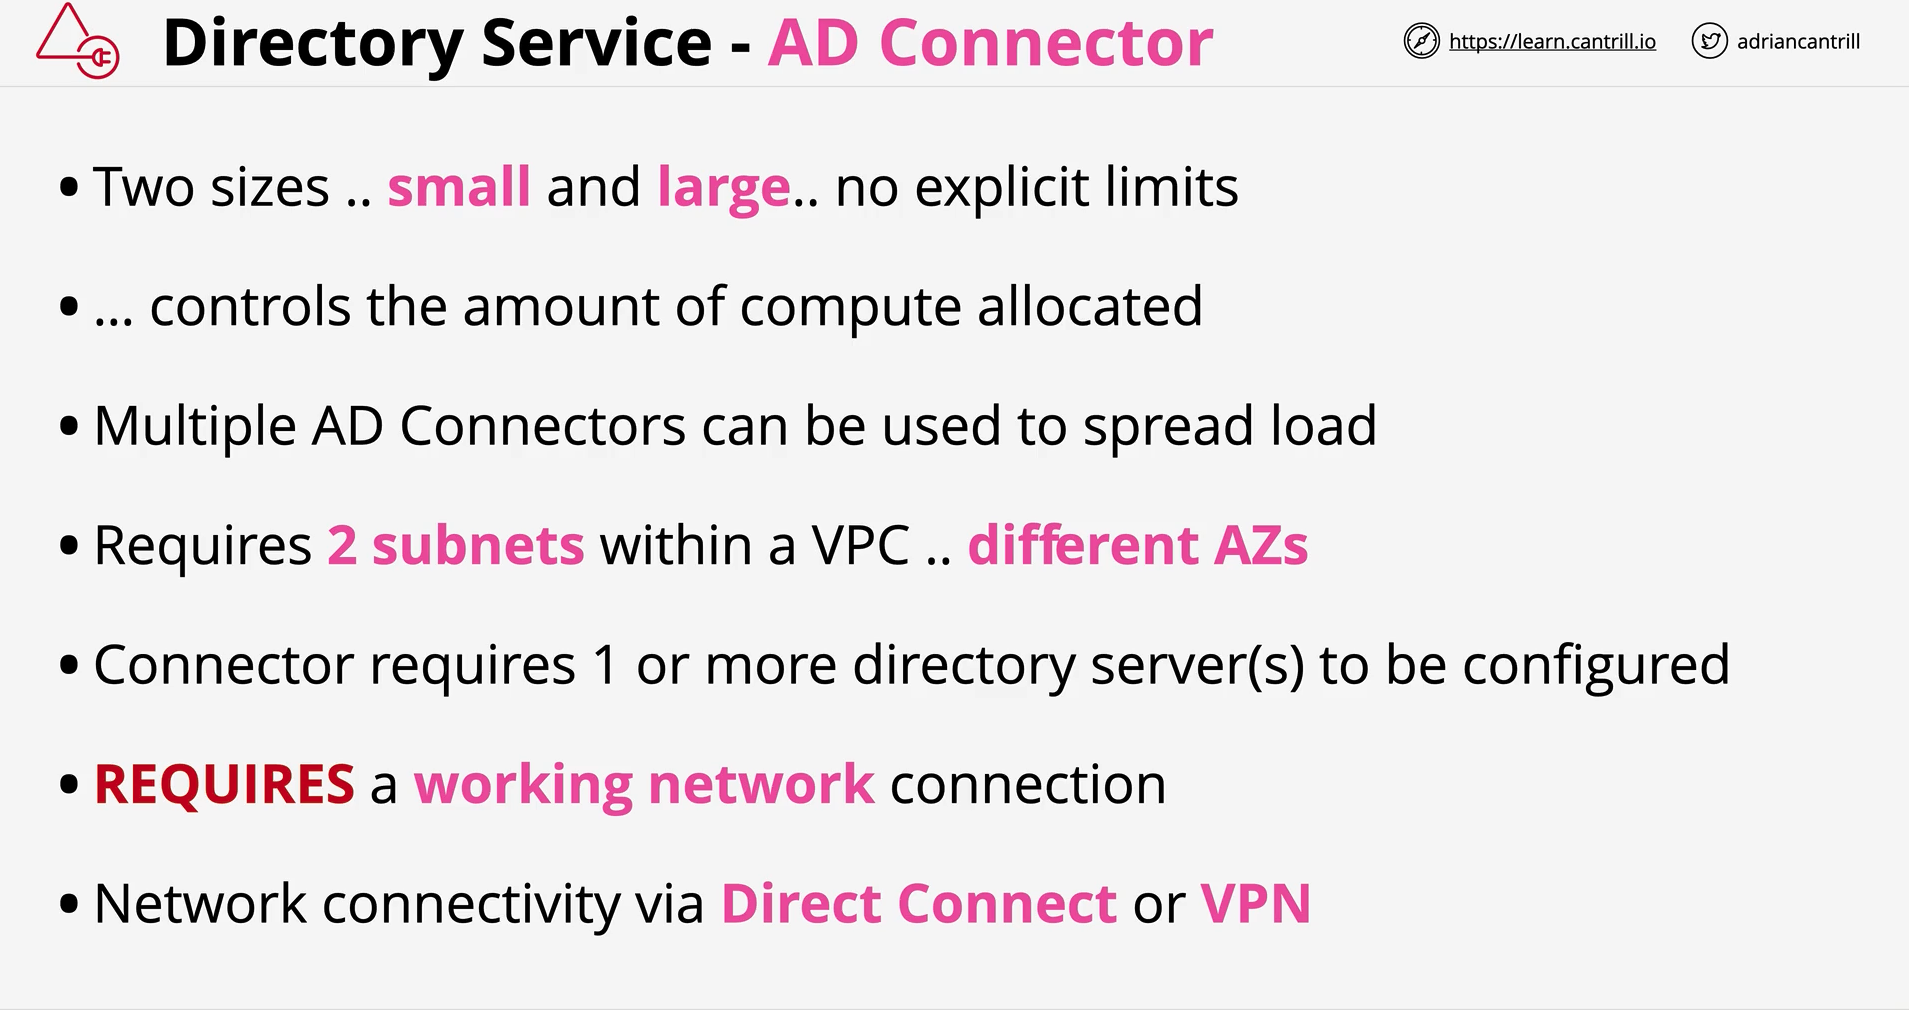 Directory Service - AD Connector
https://learn.cantrill.io
adriancantrill
• Two sizes .. small and large.. no explicit limits
• ... controls the amount of compute allocated
• Multiple AD Connectors can be used to spread load
• Requires 2 subnets within a VPC .. different AZs
• Connector requires 1 or more directory server(s) to be configured
• REQUIRES a working network connection
• Network connectivity via Direct Connect or VPN